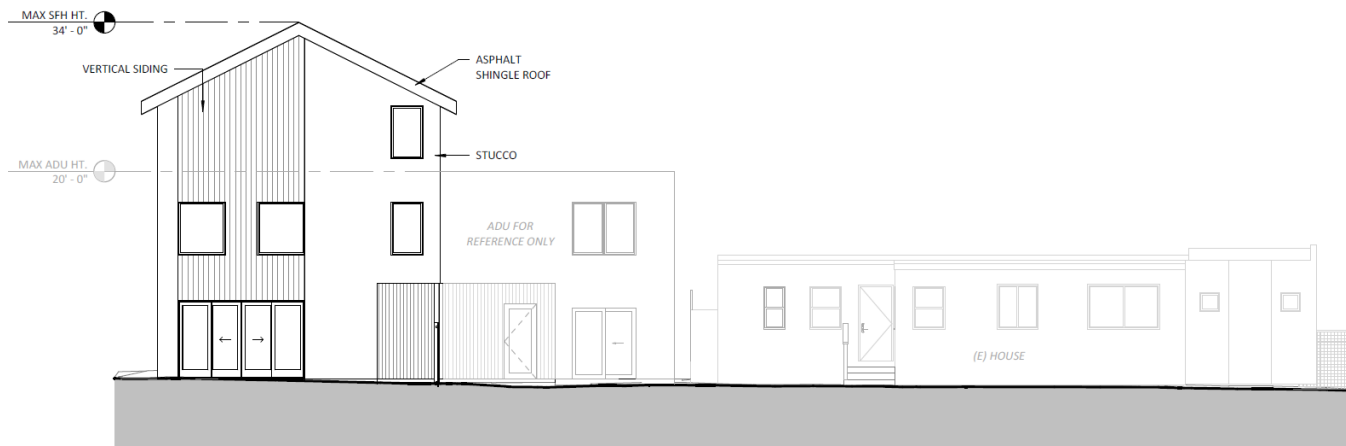 MAX SFH HT.
34' - 0"
VERTICAL SIDING
ASPHALT
SHINGLE ROOF
STUCCO
MAX ADU HT.
20' - 0"
ADU FOR
REFERENCE ONLY
(E) HOUSE